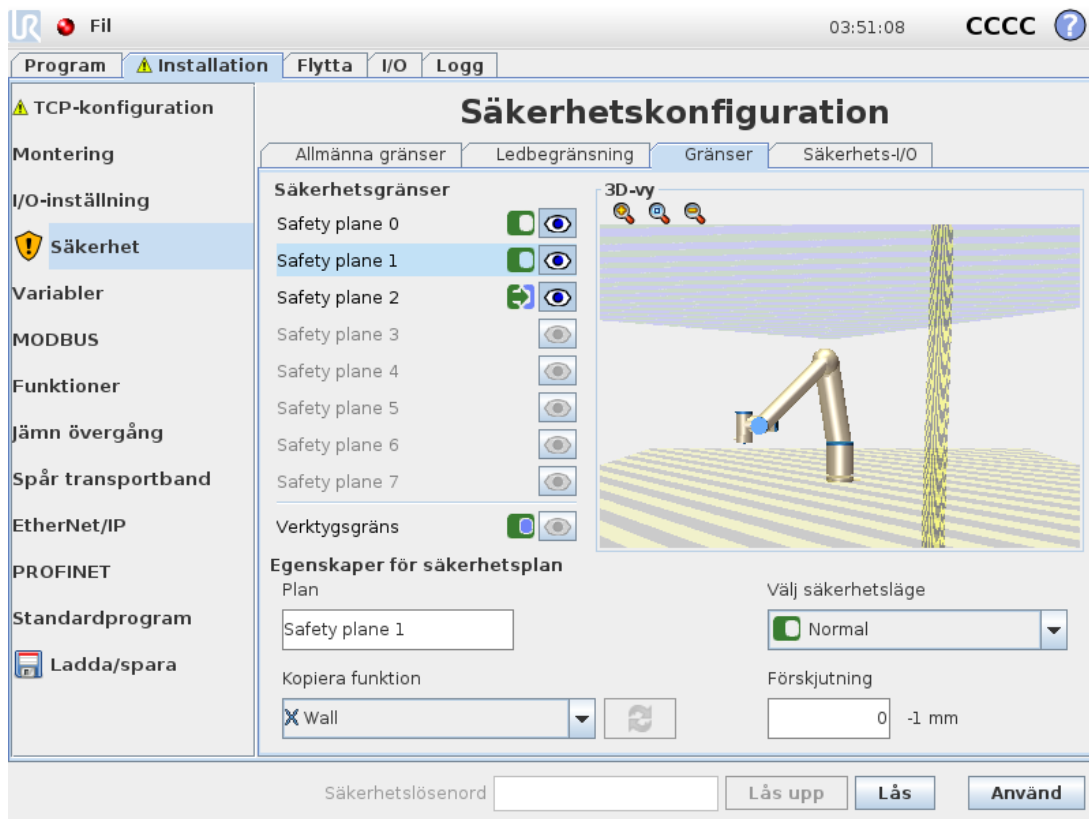 UR Fil 03:51:08 CCCC ?
Program Installation Flytta I/O Logg
TCP-konfiguration
Montering
I/O-inställning
Säkerhet
Variabler
MODBUS
Funktioner
Jämn övergång
Spår transportband
EtherNet/IP
PROFINET
Standardprogram
Ladda/spara
Säkerhetskonfiguration
Allmänna gränser Ledbegränsning Gränser Säkerhets-I/O
Säkerhetsgränser
Safety plane 0
Safety plane 1
Safety plane 2
Safety plane 3
Safety plane 4
Safety plane 5
Safety plane 6
Safety plane 7
Verktygsgräns
3D-vy
Egenskaper för säkerhetsplan
Plan
Safety plane 1
Kopiera funktion
Wall
Välj säkerhetsläge
Normal
Förskjutning
0 -1 mm
Säkerhetslösenord Lås upp Lås Använd